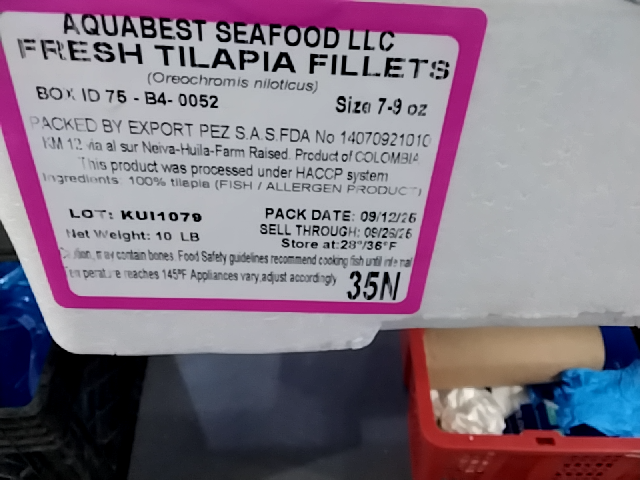 AQUABEST SEAFOOD LLC
FRESH TILAPIA FILLETS
(Oreochromis niloticus)
BOX ID 75 - B4- 0052
Size 7-9 oz
PACKED BY EXPORT PEZ S.A.S.FDA No 14070921010
KM 12 via al sur Neiva-Huila-Farm Raised. Product of COLOMBIA
This product was processed under HACCP system
Ingredients: 100% tilapia (FISH / ALLERGEN PRODUCT)
LOT: KUI1079
PACK DATE: 09/12/25
Net Weight: 10 LB
SELL THROUGH: 09/26/25
Store at:28°/36°F
Caution, may contain bones. Food Safety guidelines recommend cooking fish until internal
Temperature reaches 145°F Appliances vary,adjust accordingly
35N